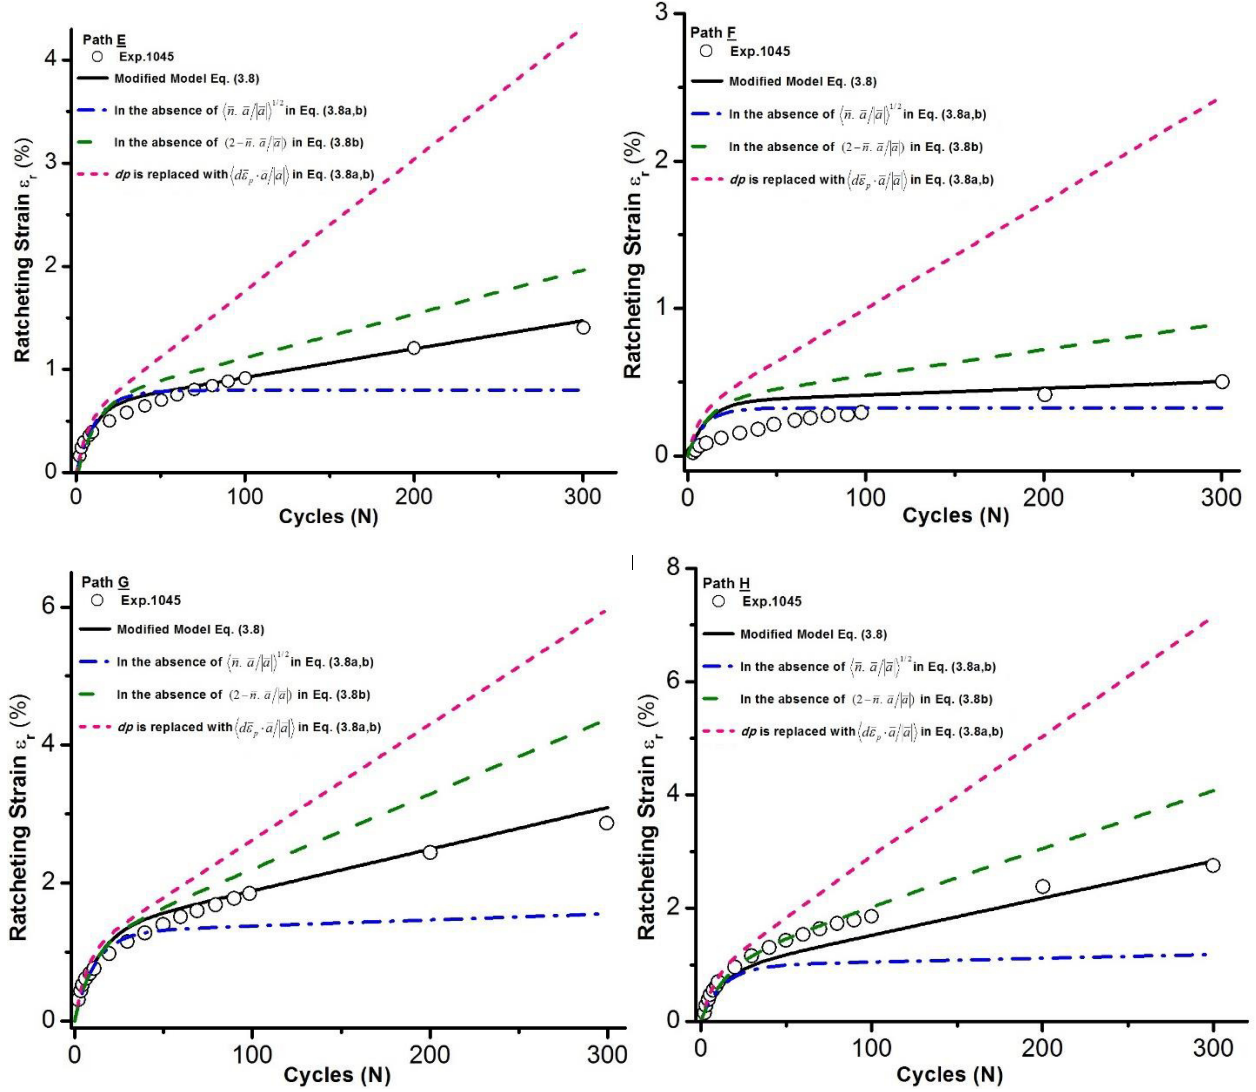 Path E
Exp.1045
Modified Model Eq. (3.8)
In the absence of ⟨n̄. ā/|ā|⟩^1/2 in Eq. (3.8a,b)
In the absence of (2−n̄. ā/|ā|) in Eq. (3.8b)
dp is replaced with ⟨dε̄p · a/|a|⟩ in Eq. (3.8a,b)
Ratcheting Strain εr (%)
4
3
2
1
0
0 100 200 300
Cycles (N)
Path F
Exp.1045
Modified Model Eq. (3.8)
In the absence of ⟨n̄. ā/|ā|⟩^1/2 in Eq. (3.8a,b)
In the absence of (2−n̄. ā/|ā|) in Eq. (3.8b)
dp is replaced with ⟨dε̄p · ā/|ā|⟩ in Eq. (3.8a,b)
Ratcheting Strain εr (%)
3
2
1
0
0 100 200 300
Cycles (N)
Path G
Exp.1045
Modified Model Eq. (3.8)
In the absence of ⟨n̄. ā/|ā|⟩^1/2 in Eq. (3.8a,b)
In the absence of (2−n̄. ā/|ā|) in Eq. (3.8b)
dp is replaced with ⟨dε̄p · ā/|ā|⟩ in Eq. (3.8a,b)
Ratcheting Strain εr (%)
6
4
2
0
0 100 200 300
Cycles (N)
Path H
Exp.1045
Modified Model Eq. (3.8)
In the absence of ⟨n̄. ā/|ā|⟩^1/2 in Eq. (3.8a,b)
In the absence of (2−n̄. ā/|ā|) in Eq. (3.8b)
dp is replaced with ⟨dε̄p · ā/|ā|⟩ in Eq. (3.8a,b)
Ratcheting Strain εr (%)
8
6
4
2
0
0 100 200 300
Cycles (N)